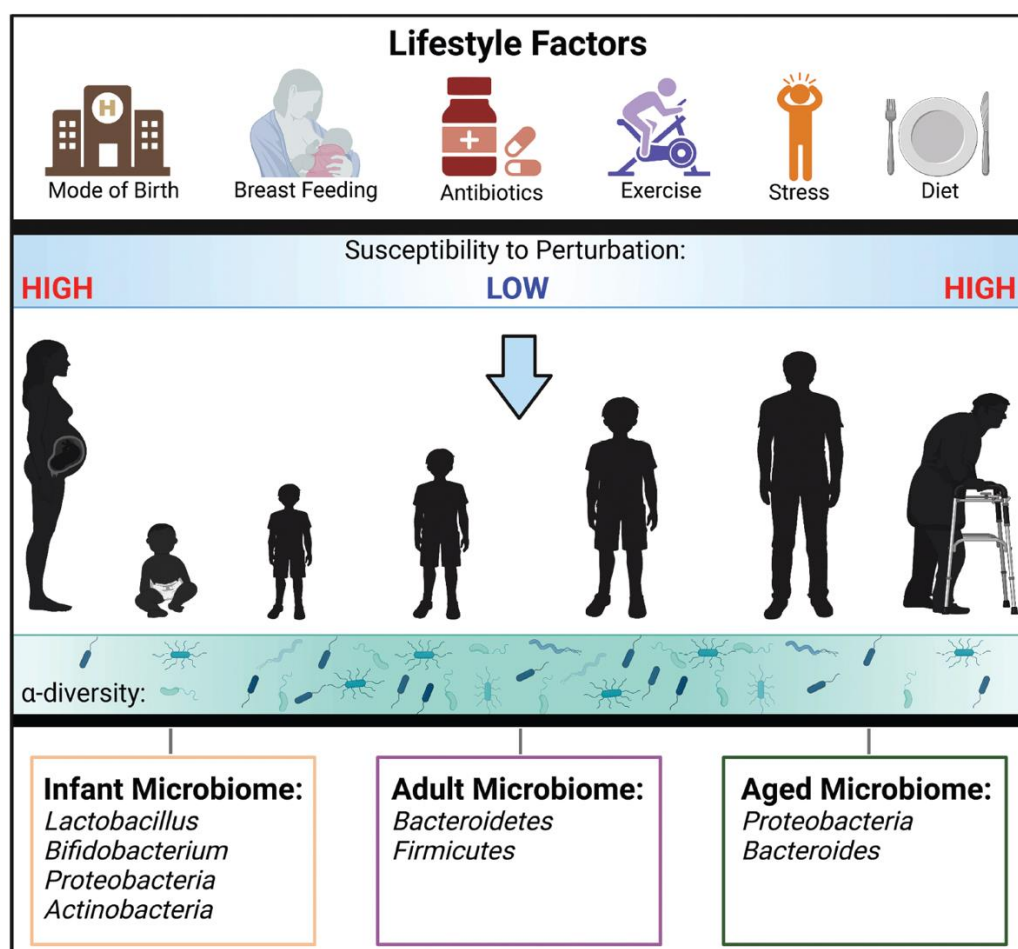 Lifestyle Factors
H
Mode of Birth
Breast Feeding
Antibiotics
Exercise
Stress
Diet
Susceptibility to Perturbation:
HIGH
LOW
HIGH
α-diversity:
Infant Microbiome:
Lactobacillus
Bifidobacterium
Proteobacteria
Actinobacteria
Adult Microbiome:
Bacteroidetes
Firmicutes
Aged Microbiome:
Proteobacteria
Bacteroides